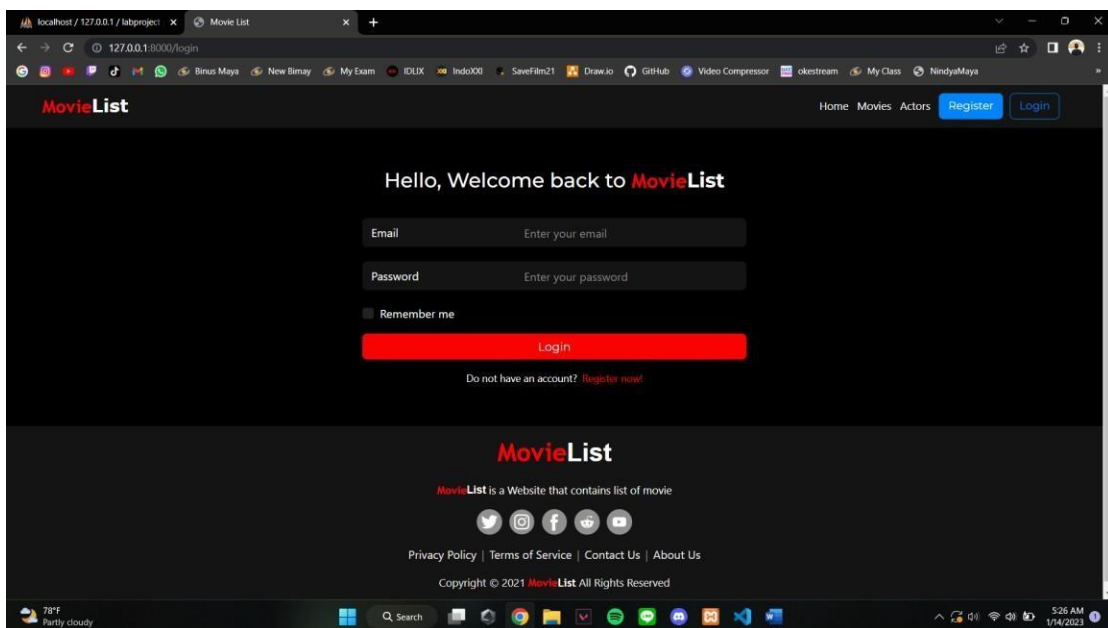 localhost / 127.0.0.1 / labproject
Movie List
127.0.0.1:8000/login
Binus Maya New Bimay My Exam IDLIX IndoXXI SaveFilm21 Draw.io GitHub Video Compressor okestream My Class NindyaMaya
MovieList
Home Movies Actors Register Login
Hello, Welcome back to MovieList
Email Enter your email
Password Enter your password
Remember me
Login
Do not have an account? Register now!
MovieList
MovieList is a Website that contains list of movie
Privacy Policy | Terms of Service | Contact Us | About Us
Copyright © 2021 MovieList All Rights Reserved
78°F
Partly cloudy
Search
5:26 AM
1/14/2023